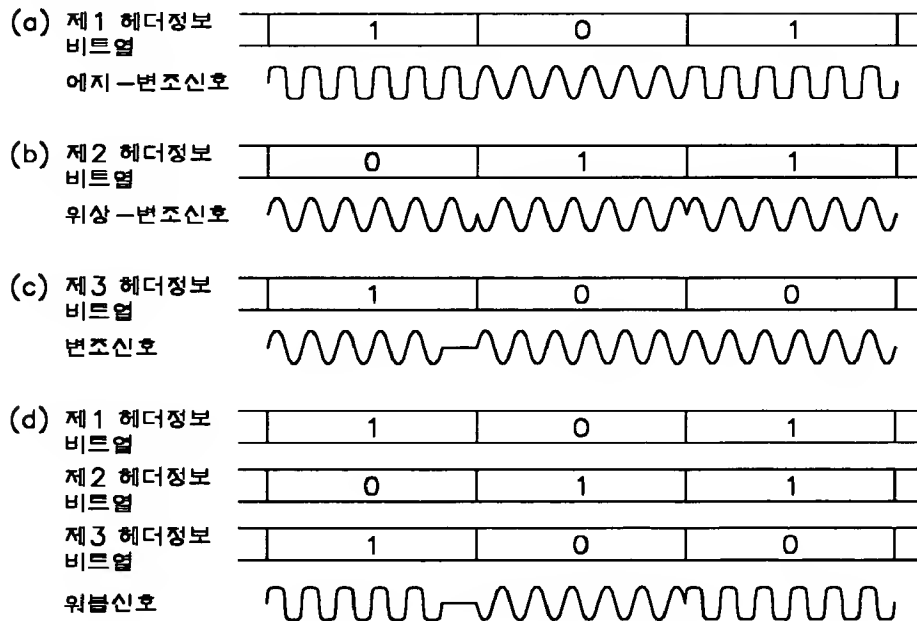 (a) 제1 헤더정보
비트열
1 0 1
에지-변조신호
(b) 제2 헤더정보
비트열
0 1 1
위상-변조신호
(c) 제3 헤더정보
비트열
1 0 0
변조신호
(d) 제1 헤더정보
비트열
1 0 1
제2 헤더정보
비트열
0 1 1
제3 헤더정보
비트열
1 0 0
워블신호